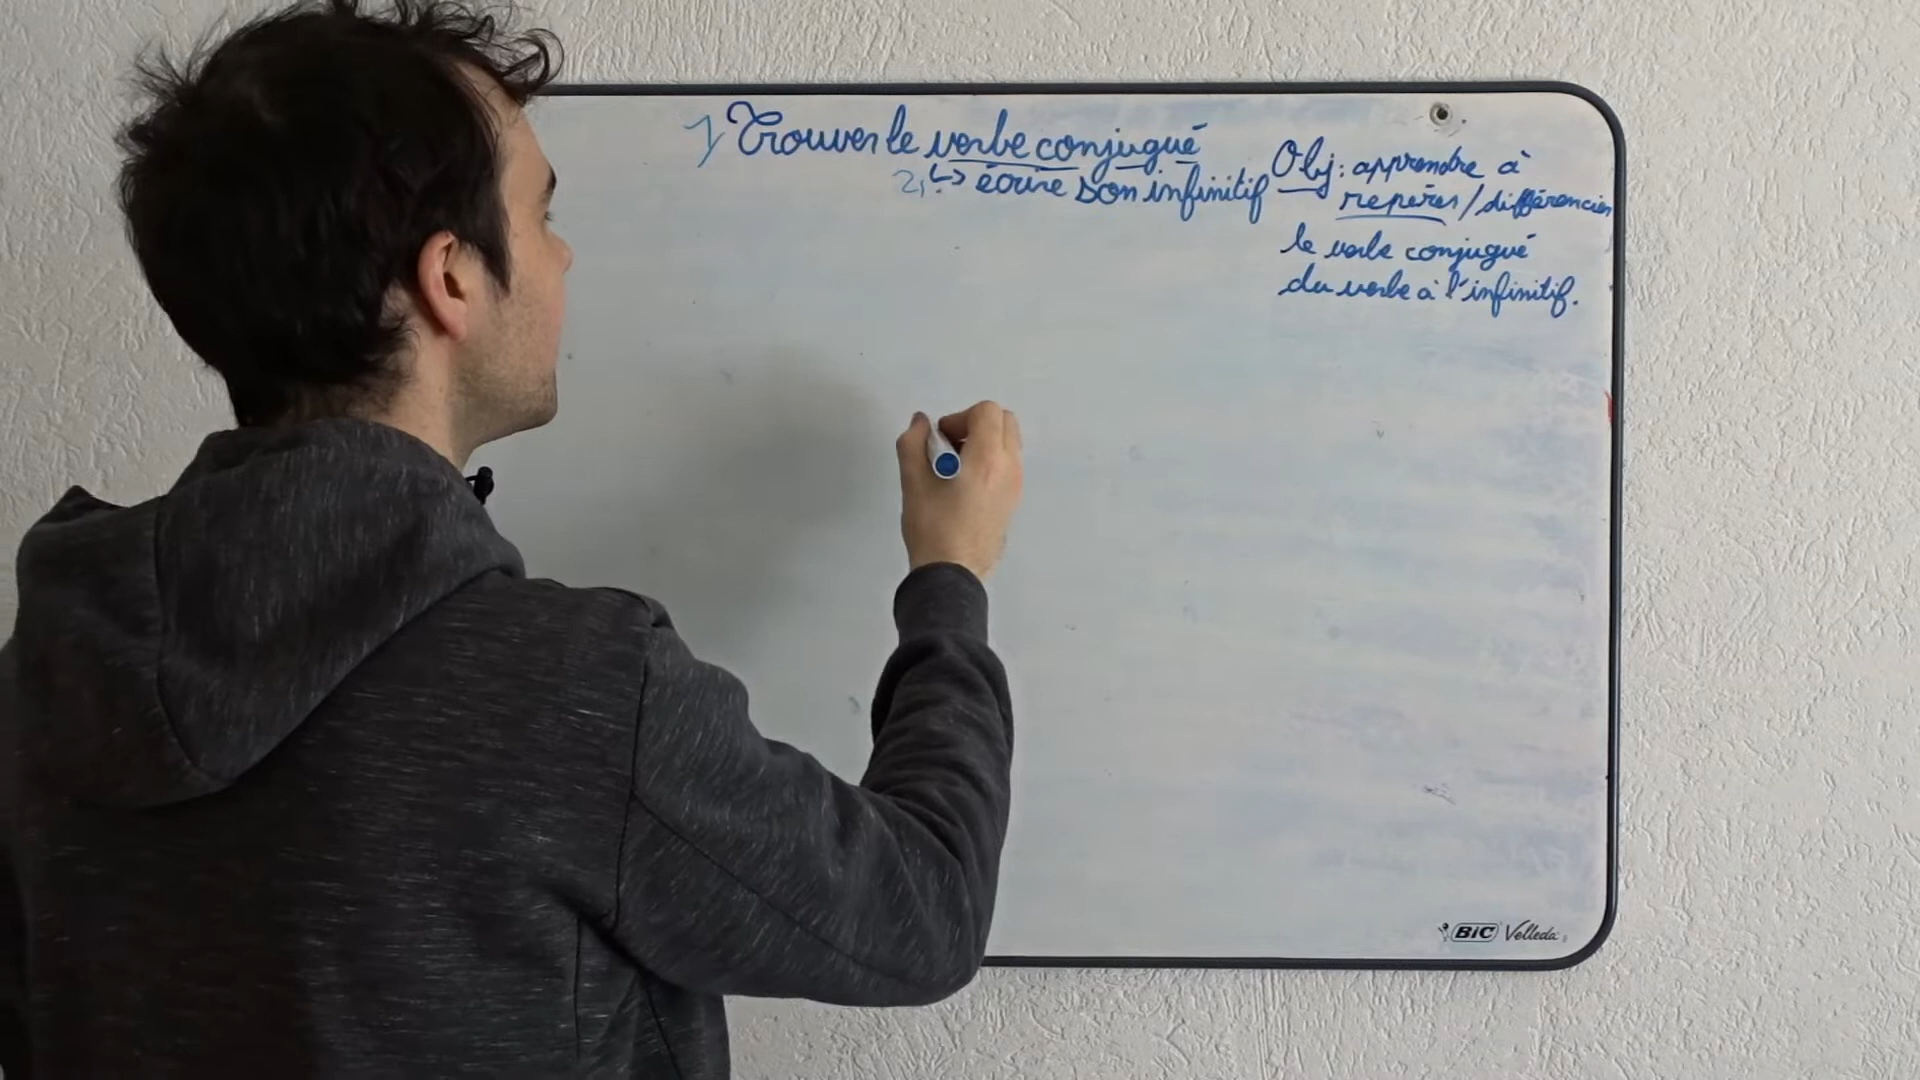 1/ Trouver le verbe conjugué
2, ↳ écrire son infinitif
Obj : apprendre à
repérer / différencier
le verbe conjugué
du verbe à l'infinitif.
BIC Velleda